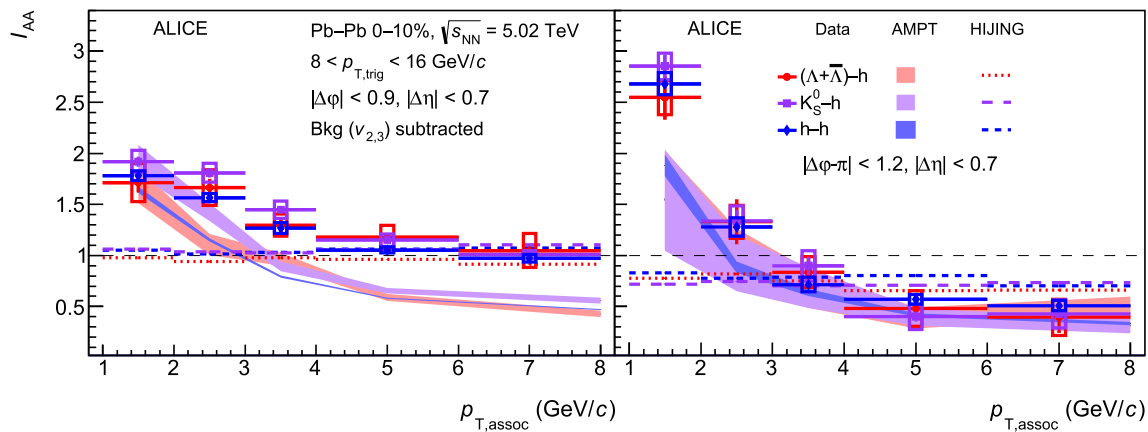 I_AA
ALICE
Pb–Pb 0–10%, √s_NN = 5.02 TeV
8 < p_T,trig < 16 GeV/c
|Δφ| < 0.9, |Δη| < 0.7
Bkg (v_2,3) subtracted
3
2.5
2
1.5
1
0.5
1 2 3 4 5 6 7 8
p_T,assoc (GeV/c)
ALICE Data AMPT HIJING
(Λ+Λ̅)–h
K_S^0–h
h–h
|Δφ-π| < 1.2, |Δη| < 0.7
1 2 3 4 5 6 7 8
p_T,assoc (GeV/c)